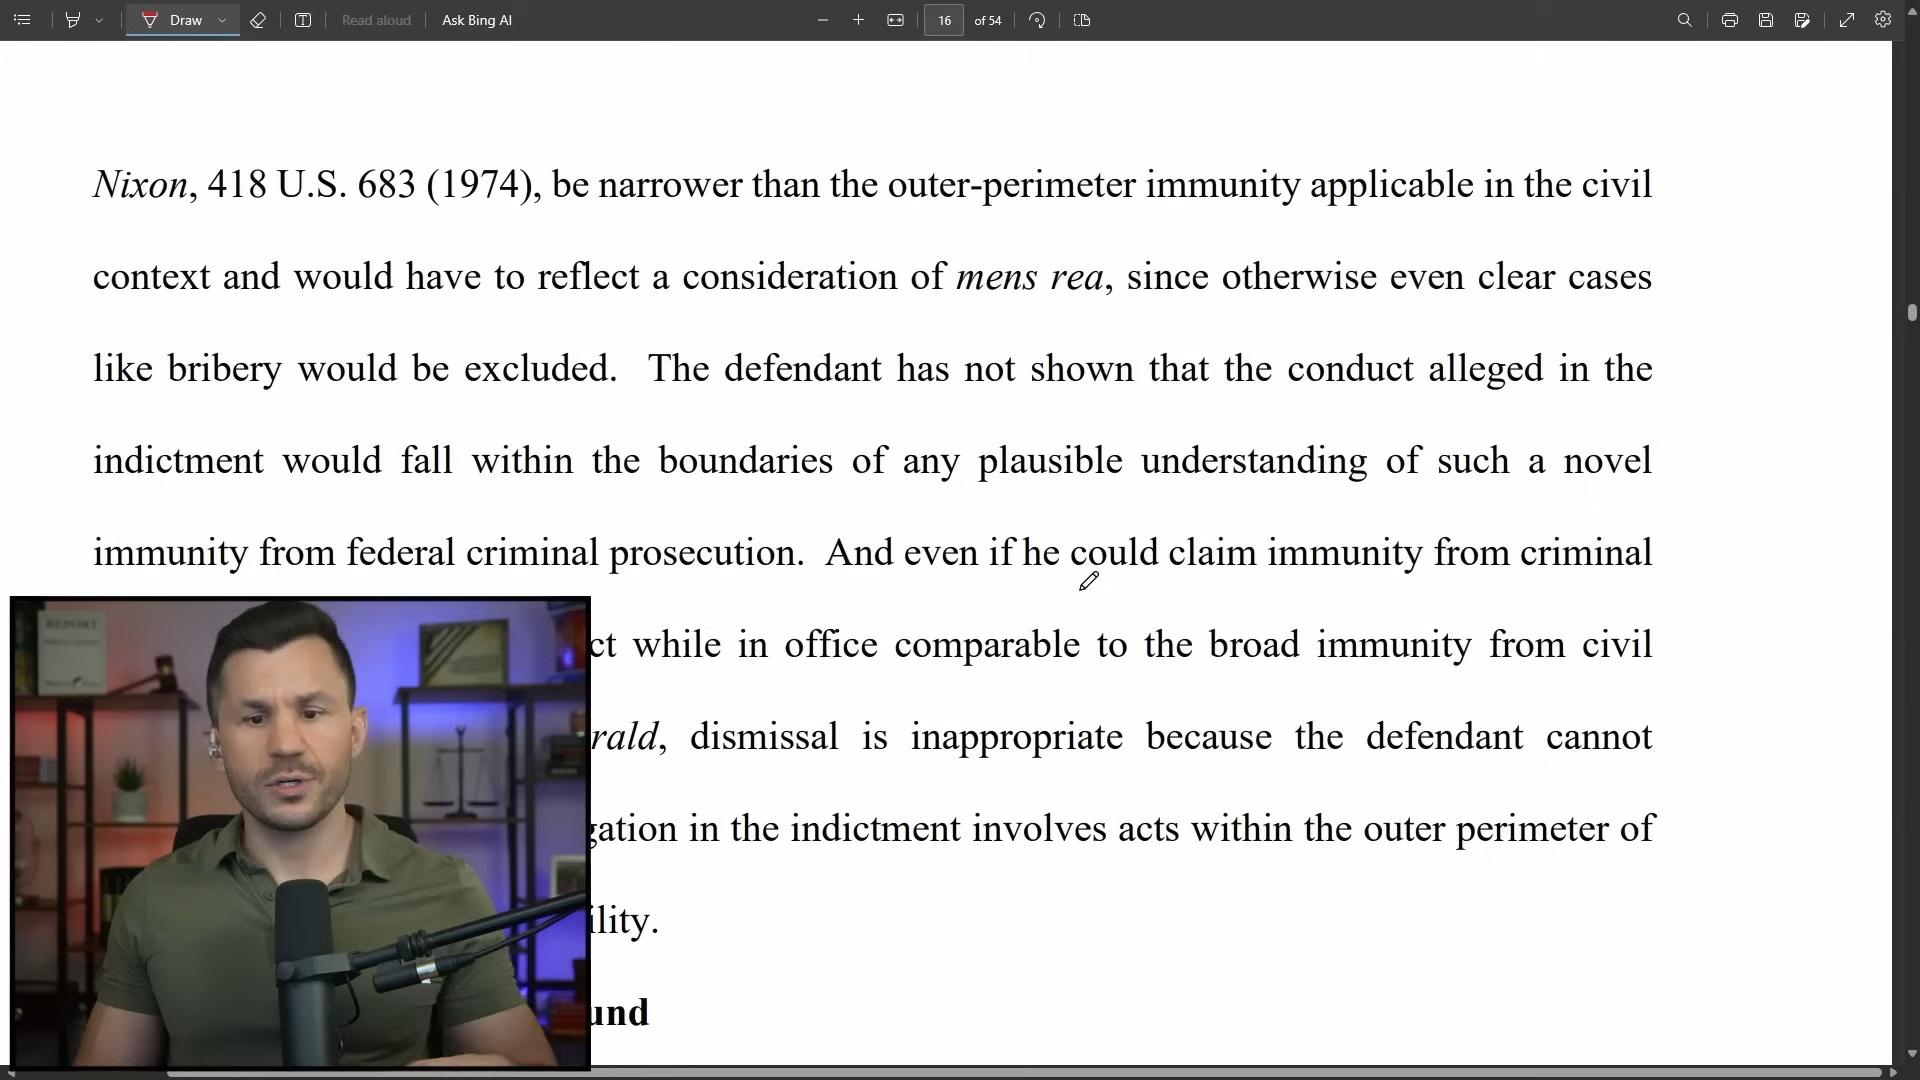 Draw Read aloud Ask Bing AI 16 of 54
Nixon, 418 U.S. 683 (1974), be narrower than the outer-perimeter immunity applicable in the civil
context and would have to reflect a consideration of mens rea, since otherwise even clear cases
like bribery would be excluded. The defendant has not shown that the conduct alleged in the
indictment would fall within the boundaries of any plausible understanding of such a novel
immunity from federal criminal prosecution. And even if he could claim immunity from criminal
ct while in office comparable to the broad immunity from civil
rald, dismissal is inappropriate because the defendant cannot
gation in the indictment involves acts within the outer perimeter of
ility.
und
REPORT